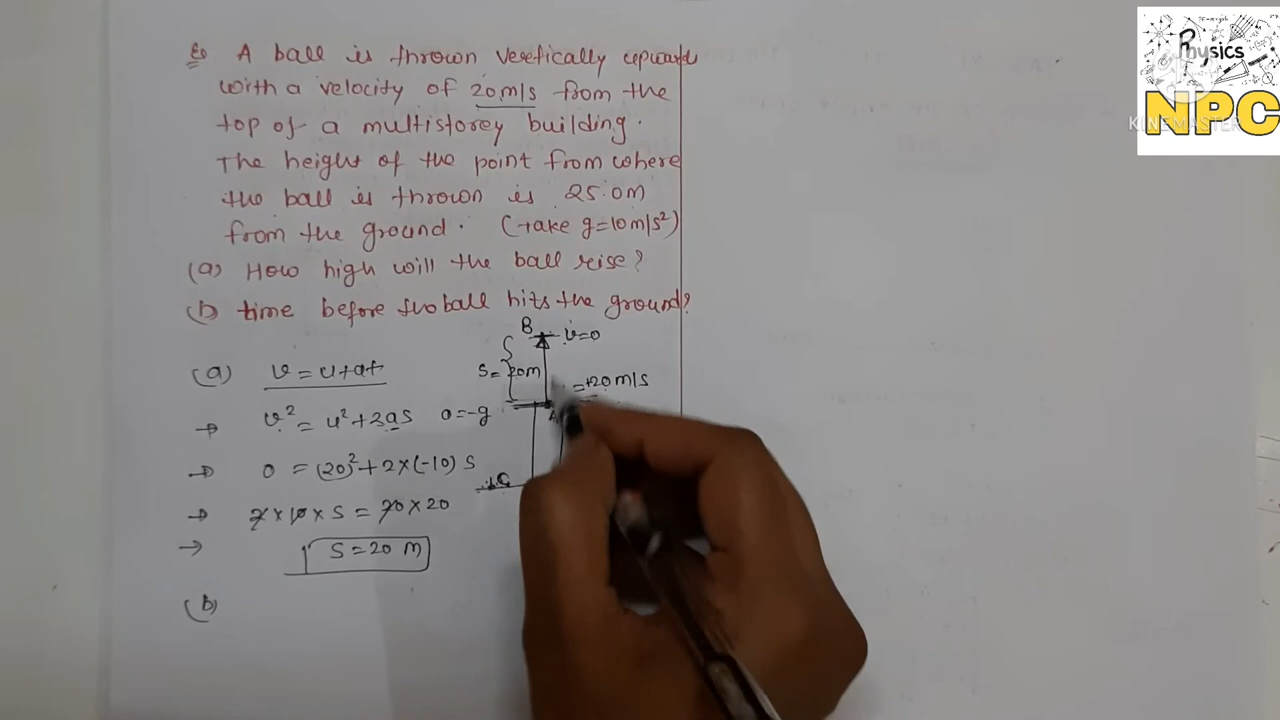 Ex A ball is thrown vertically upward
with a velocity of 20m/s from the
top of a multistorey building.
The height of the point from where
the ball is thrown is 25.0m
from the ground. (take g=10m/s²)
(a) How high will the ball rise?
(b) time before the ball hits the ground?
B v=0
(a) v=u+at
S=20m
=+20m/s
→ v²=u²+2as a=-g
A
→ 0 = (20)²+2×(-10) S
C
→ 2×10×S = 20×20
→ S=20 M
(b)
Physics
NPC
KINEMASTER